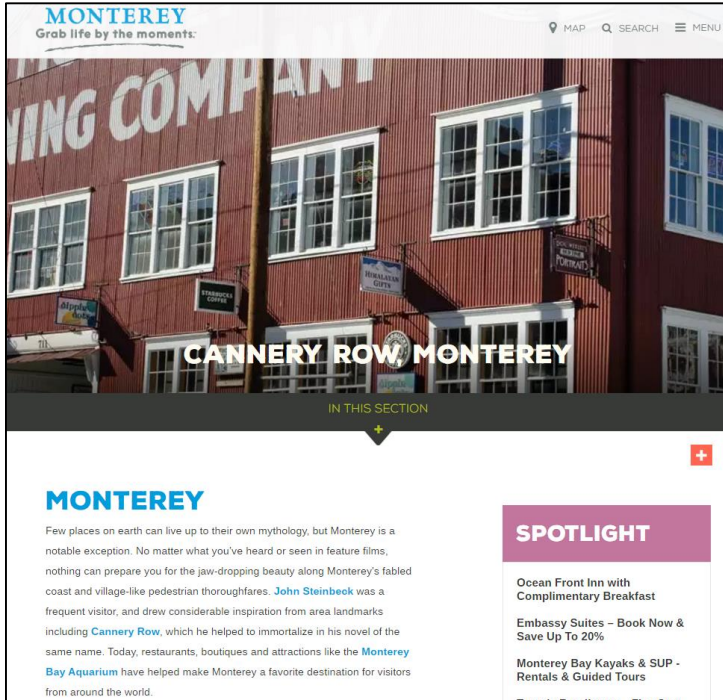 MONTEREY
Grab life by the moments.
MAP SEARCH MENU
NING COMPANY
STARBUCKS
COFFEE
HIMALAYAN
GIFTS
PORTRAITS
711
CANNERY ROW, MONTEREY
IN THIS SECTION
+
+
MONTEREY
Few places on earth can live up to their own mythology, but Monterey is a
notable exception. No matter what you've heard or seen in feature films,
nothing can prepare you for the jaw-dropping beauty along Monterey's fabled
coast and village-like pedestrian thoroughfares. John Steinbeck was a
frequent visitor, and drew considerable inspiration from area landmarks
including Cannery Row, which he helped to immortalize in his novel of the
same name. Today, restaurants, boutiques and attractions like the Monterey
Bay Aquarium have helped make Monterey a favorite destination for visitors
from around the world.
SPOTLIGHT
Ocean Front Inn with
Complimentary Breakfast
Embassy Suites – Book Now &
Save Up To 20%
Monterey Bay Kayaks & SUP -
Rentals & Guided Tours